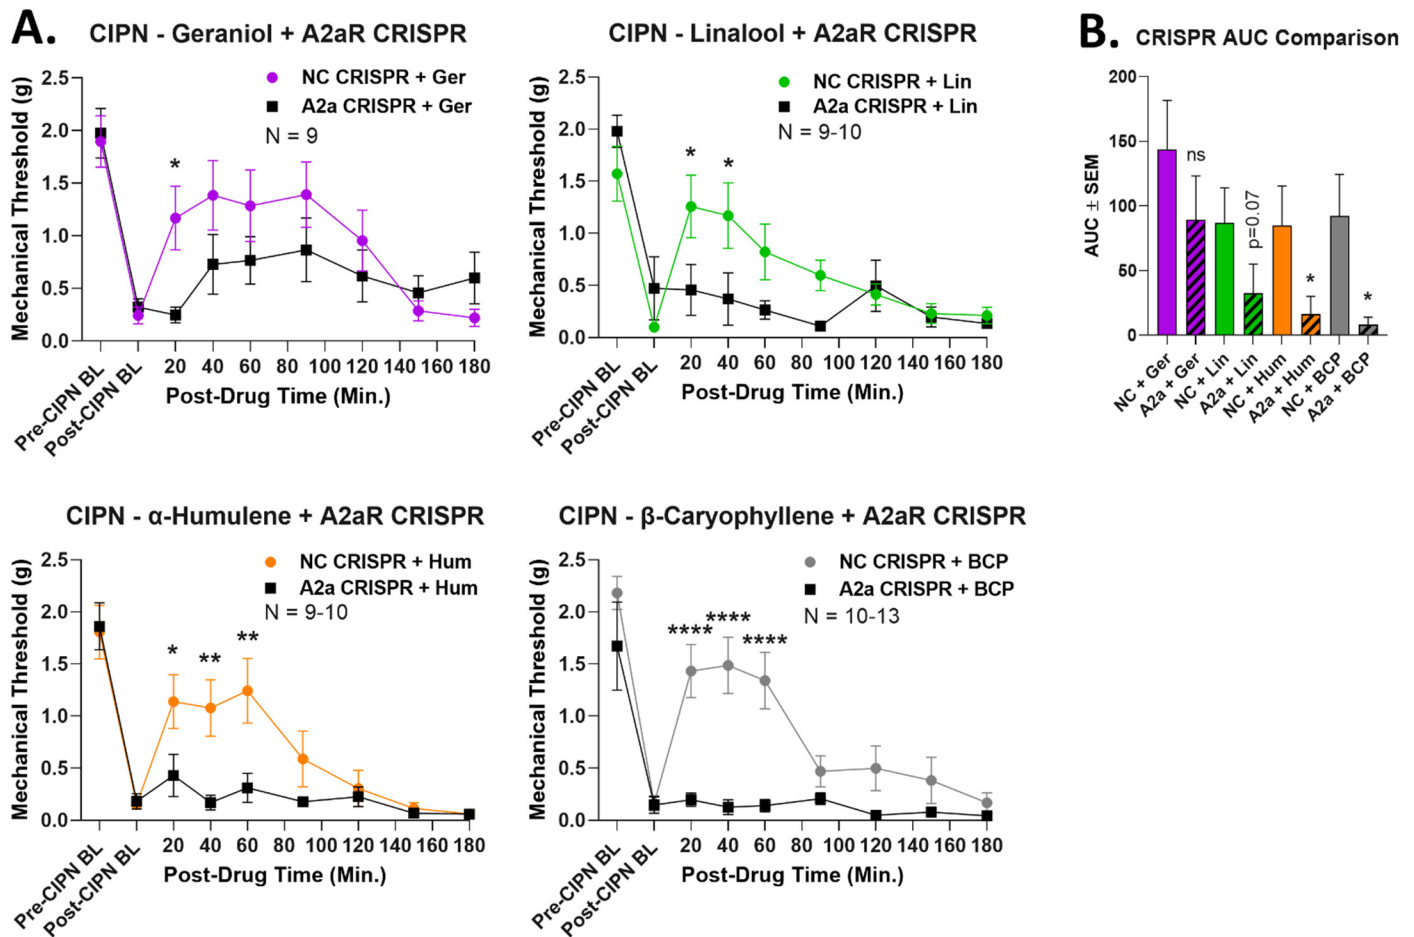 A.
CIPN - Geraniol + A2aR CRISPR
NC CRISPR + Ger
A2a CRISPR + Ger
N = 9
*
Mechanical Threshold (g)
2.5
2.0
1.5
1.0
0.5
0.0
Pre-CIPN BL
Post-CIPN BL
20 40 60 80 100 120 140 160 180
Post-Drug Time (Min.)
CIPN - Linalool + A2aR CRISPR
NC CRISPR + Lin
A2a CRISPR + Lin
N = 9-10
* *
Mechanical Threshold (g)
2.5
2.0
1.5
1.0
0.5
0.0
Pre-CIPN BL
Post-CIPN BL
20 40 60 80 100 120 140 160 180
Post-Drug Time (Min.)
B.
CRISPR AUC Comparison
AUC ± SEM
200
150
100
50
0
ns
p=0.07
*
*
NC + Ger
A2a + Ger
NC + Lin
A2a + Lin
NC + Hum
A2a + Hum
NC + BCP
A2a + BCP
CIPN - α-Humulene + A2aR CRISPR
NC CRISPR + Hum
A2a CRISPR + Hum
N = 9-10
* ** **
Mechanical Threshold (g)
2.5
2.0
1.5
1.0
0.5
0.0
Pre-CIPN BL
Post-CIPN BL
20 40 60 80 100 120 140 160 180
Post-Drug Time (Min.)
CIPN - β-Caryophyllene + A2aR CRISPR
NC CRISPR + BCP
A2a CRISPR + BCP
N = 10-13
**** **** ****
Mechanical Threshold (g)
2.5
2.0
1.5
1.0
0.5
0.0
Pre-CIPN BL
Post-CIPN BL
20 40 60 80 100 120 140 160 180
Post-Drug Time (Min.)